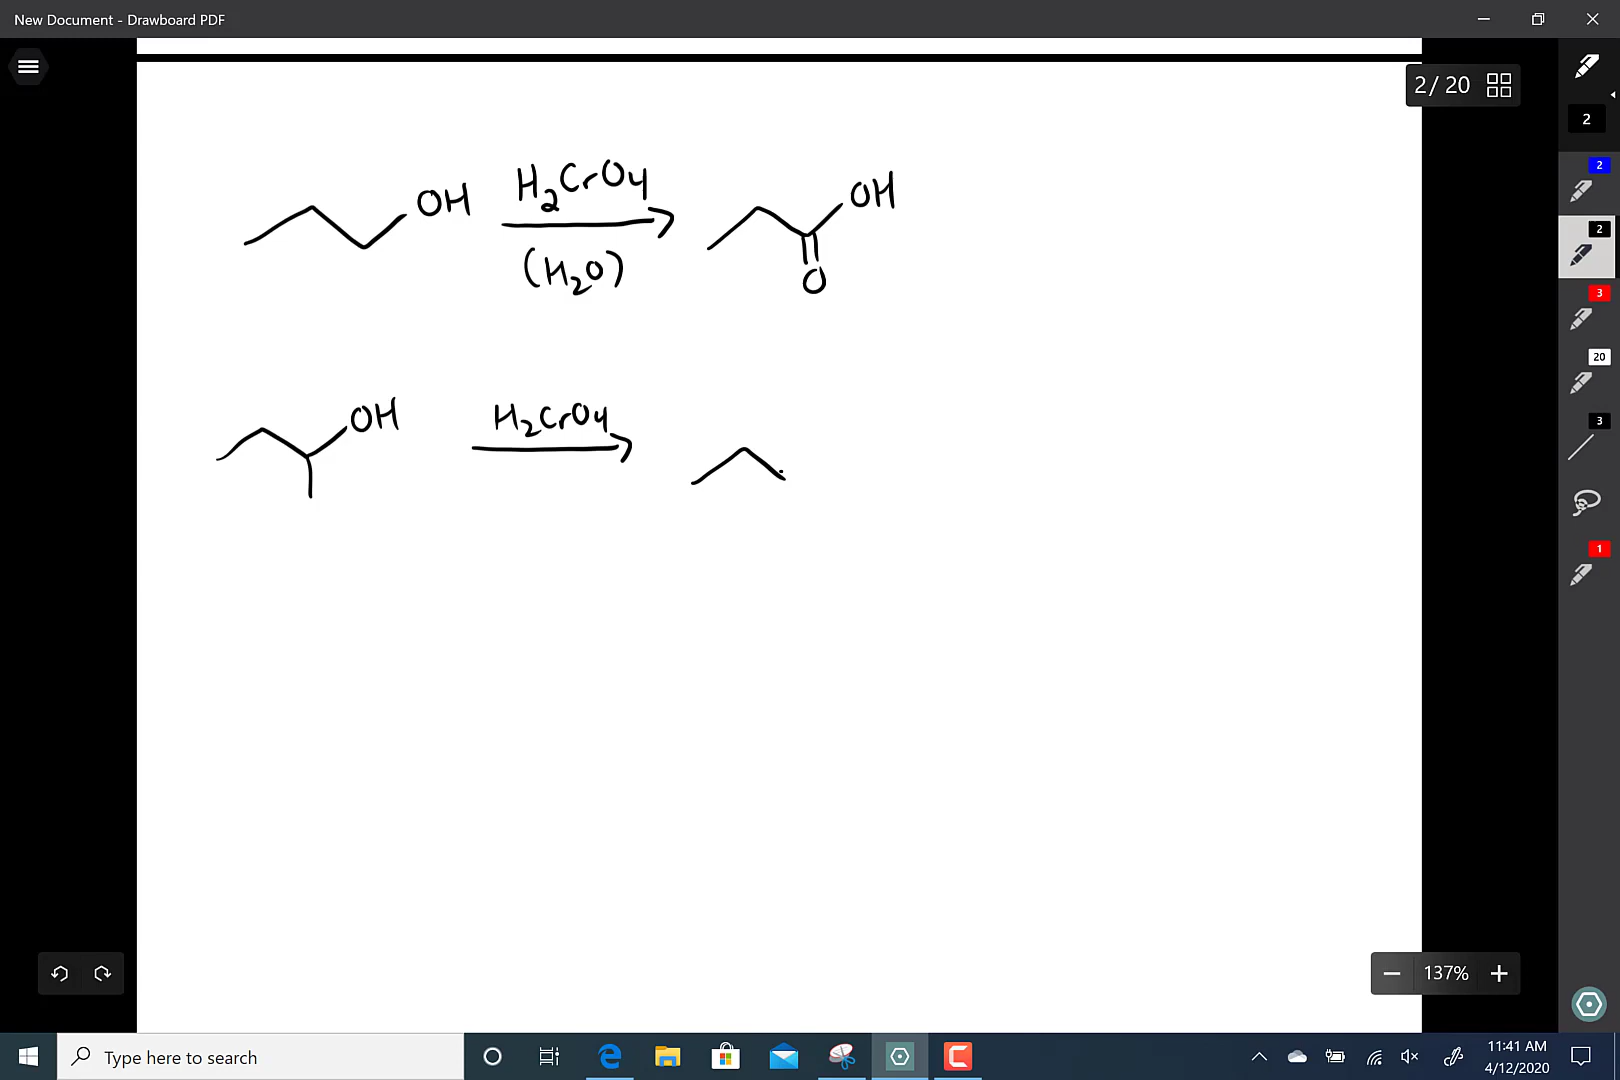 New Document - Drawboard PDF
2 / 20
2
2
2
3
20
3
1
OH
H₂CrO₄
(H₂O)
OH
O
OH
H₂CrO₄
137%
Type here to search
11:41 AM
4/12/2020